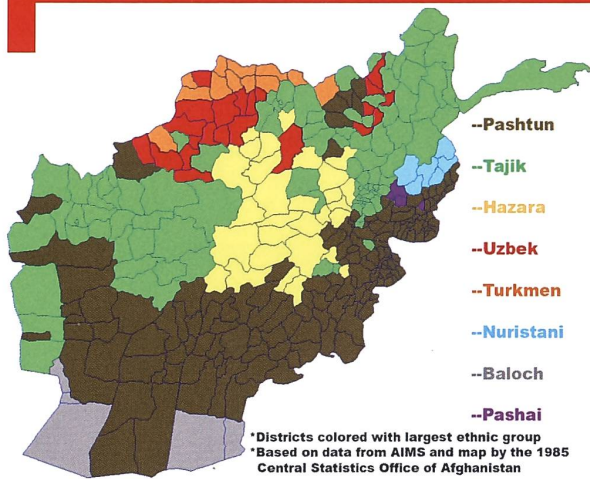 --Pashtun
--Tajik
--Hazara
--Uzbek
--Turkmen
--Nuristani
--Baloch
--Pashai
*Districts colored with largest ethnic group
*Based on data from AIMS and map by the 1985
Central Statistics Office of Afghanistan